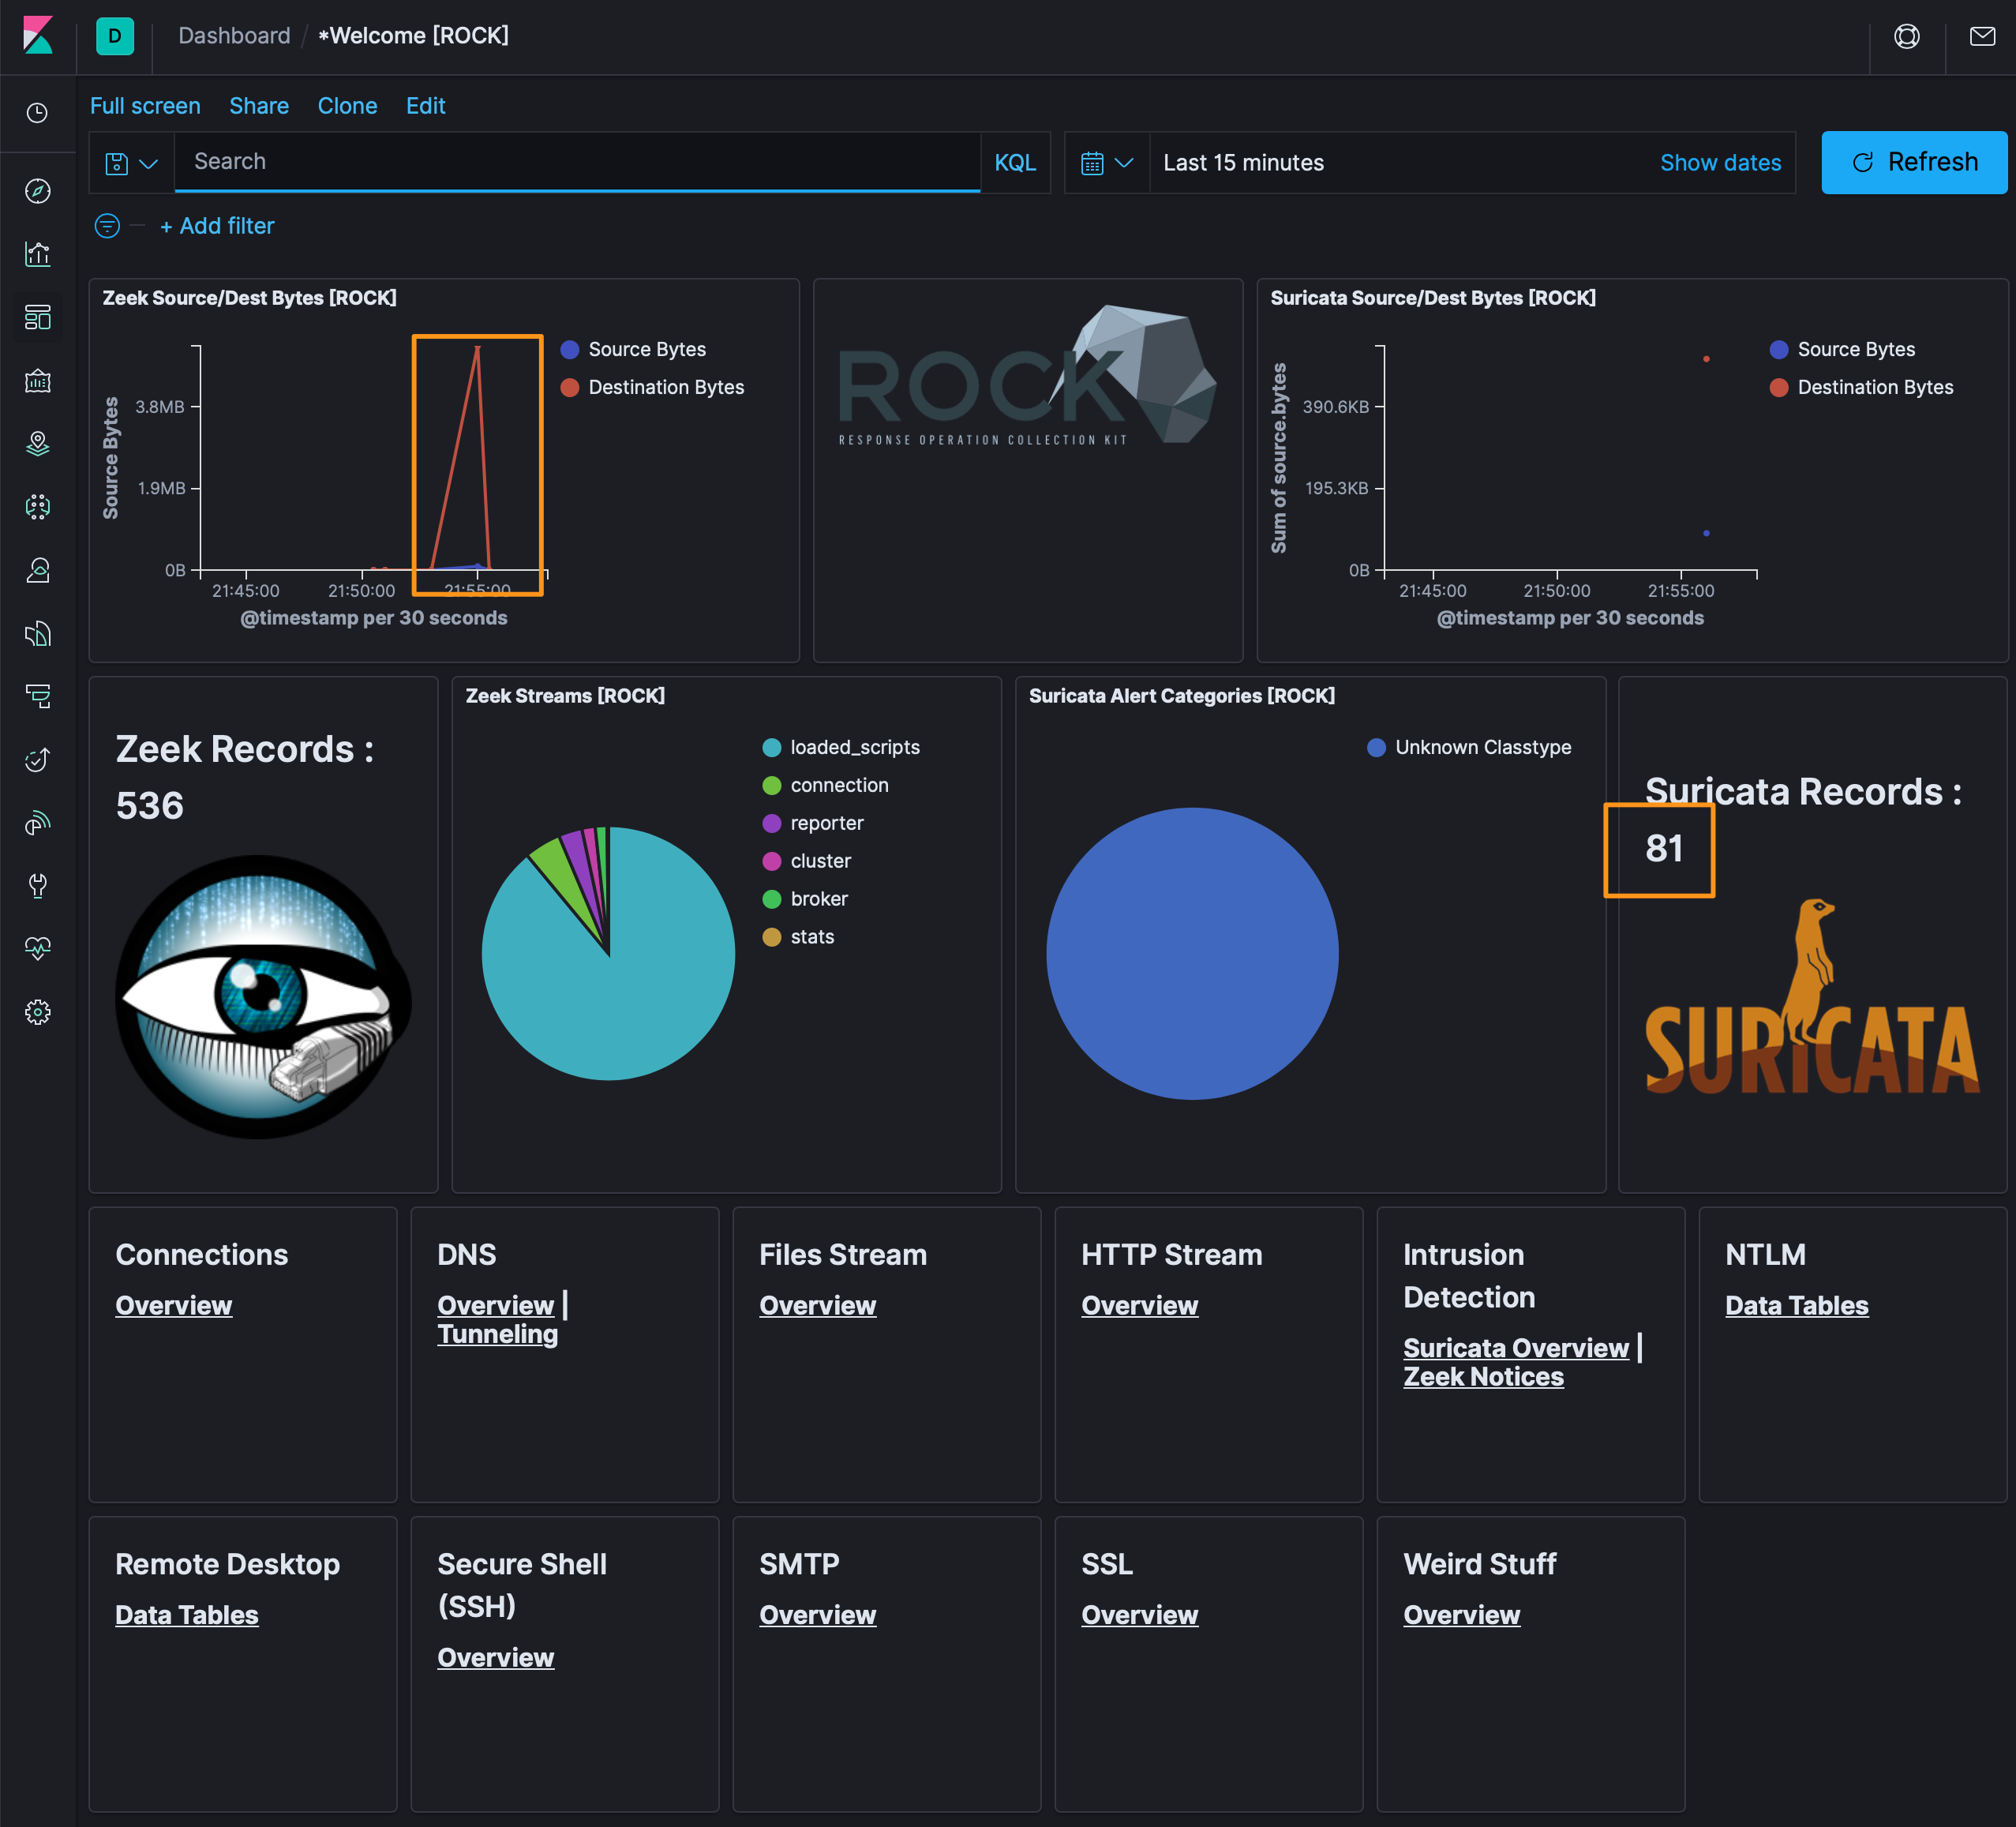 D
Dashboard / *Welcome [ROCK]
Full screen Share Clone Edit
Search KQL Last 15 minutes Show dates Refresh
+ Add filter
Zeek Source/Dest Bytes [ROCK]
Source Bytes
3.8MB
1.9MB
0B
21:45:00 21:50:00 21:55:00
@timestamp per 30 seconds
Source Bytes
Destination Bytes
ROCK
RESPONSE OPERATION COLLECTION KIT
Suricata Source/Dest Bytes [ROCK]
Sum of source.bytes
390.6KB
195.3KB
0B
21:45:00 21:50:00 21:55:00
@timestamp per 30 seconds
Source Bytes
Destination Bytes
Zeek Records :
536
Zeek Streams [ROCK]
loaded_scripts
connection
reporter
cluster
broker
stats
Suricata Alert Categories [ROCK]
Unknown Classtype
Suricata Records :
81
SURICATA
Connections
Overview
DNS
Overview |
Tunneling
Files Stream
Overview
HTTP Stream
Overview
Intrusion
Detection
Suricata Overview |
Zeek Notices
NTLM
Data Tables
Remote Desktop
Data Tables
Secure Shell
(SSH)
Overview
SMTP
Overview
SSL
Overview
Weird Stuff
Overview